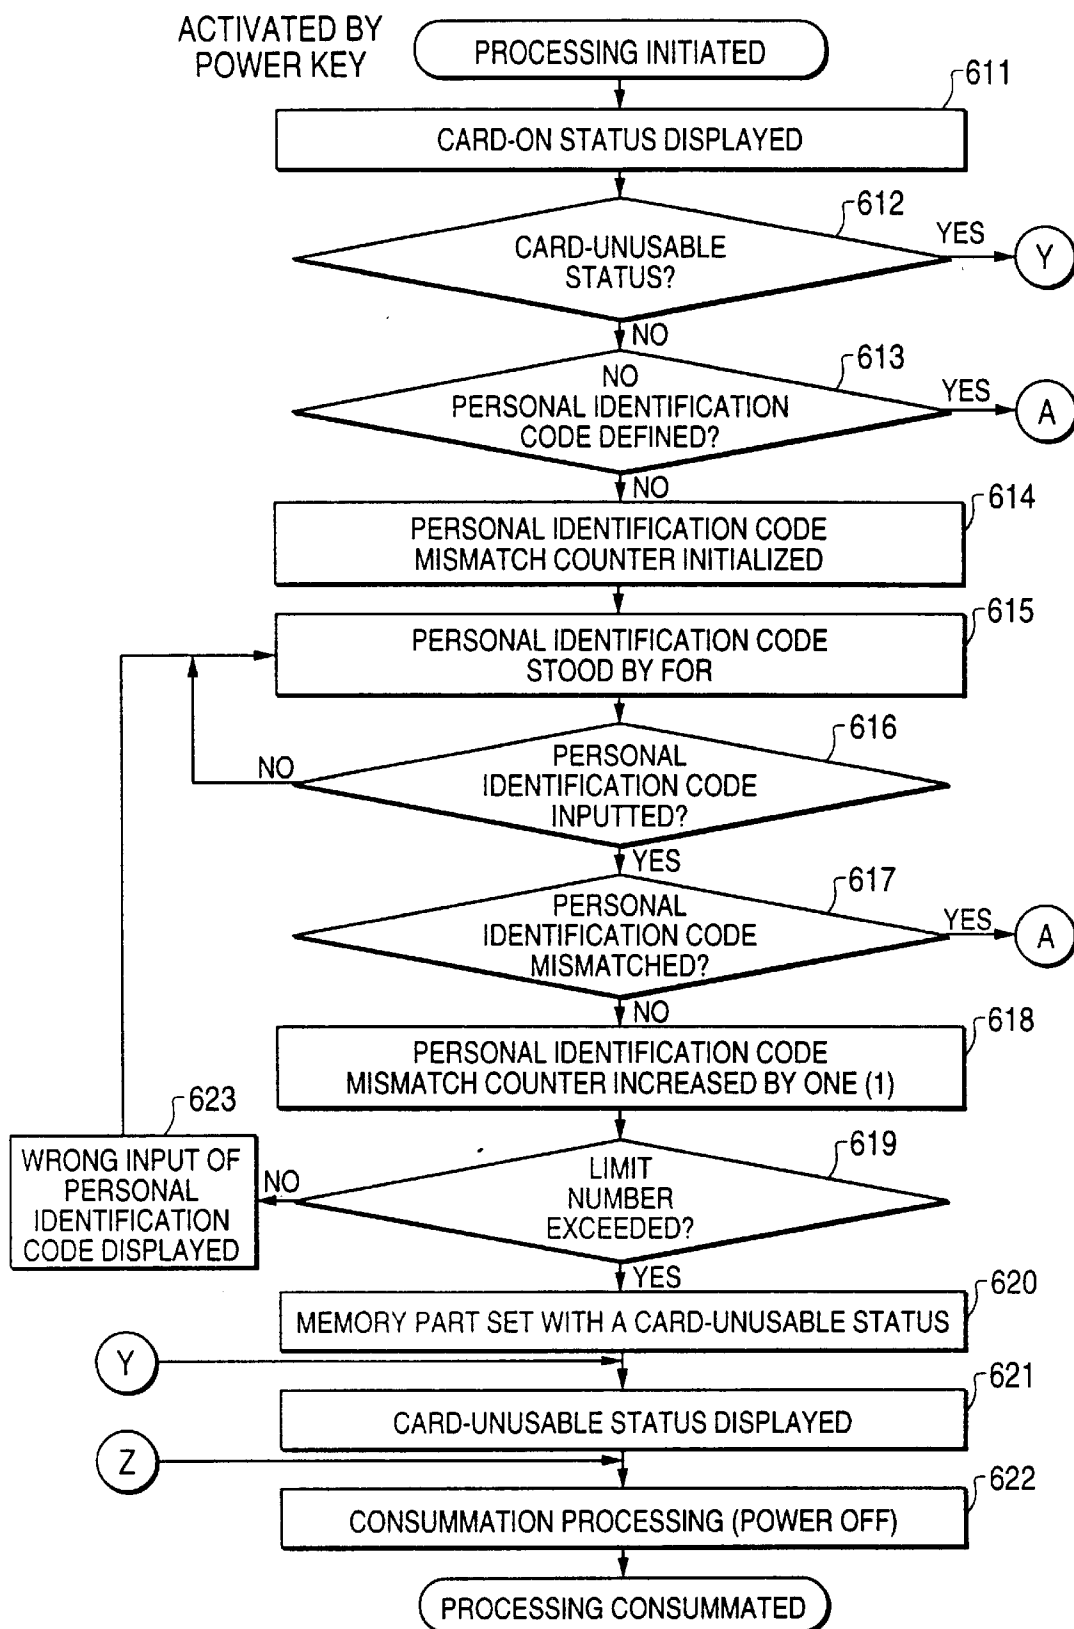 ACTIVATED BY
POWER KEY
PROCESSING INITIATED
611
CARD-ON STATUS DISPLAYED
612
CARD-UNUSABLE
STATUS?
YES
Y
NO
613
NO
PERSONAL IDENTIFICATION
CODE DEFINED?
YES
A
NO
614
PERSONAL IDENTIFICATION CODE
MISMATCH COUNTER INITIALIZED
615
PERSONAL IDENTIFICATION CODE
STOOD BY FOR
616
PERSONAL
IDENTIFICATION CODE
INPUTTED?
NO
YES
617
PERSONAL
IDENTIFICATION CODE
MISMATCHED?
YES
A
NO
618
PERSONAL IDENTIFICATION CODE
MISMATCH COUNTER INCREASED BY ONE (1)
623
WRONG INPUT OF
PERSONAL
IDENTIFICATION
CODE DISPLAYED
NO
619
LIMIT
NUMBER
EXCEEDED?
YES
620
MEMORY PART SET WITH A CARD-UNUSABLE STATUS
Y
621
CARD-UNUSABLE STATUS DISPLAYED
Z
622
CONSUMMATION PROCESSING (POWER OFF)
PROCESSING CONSUMMATED